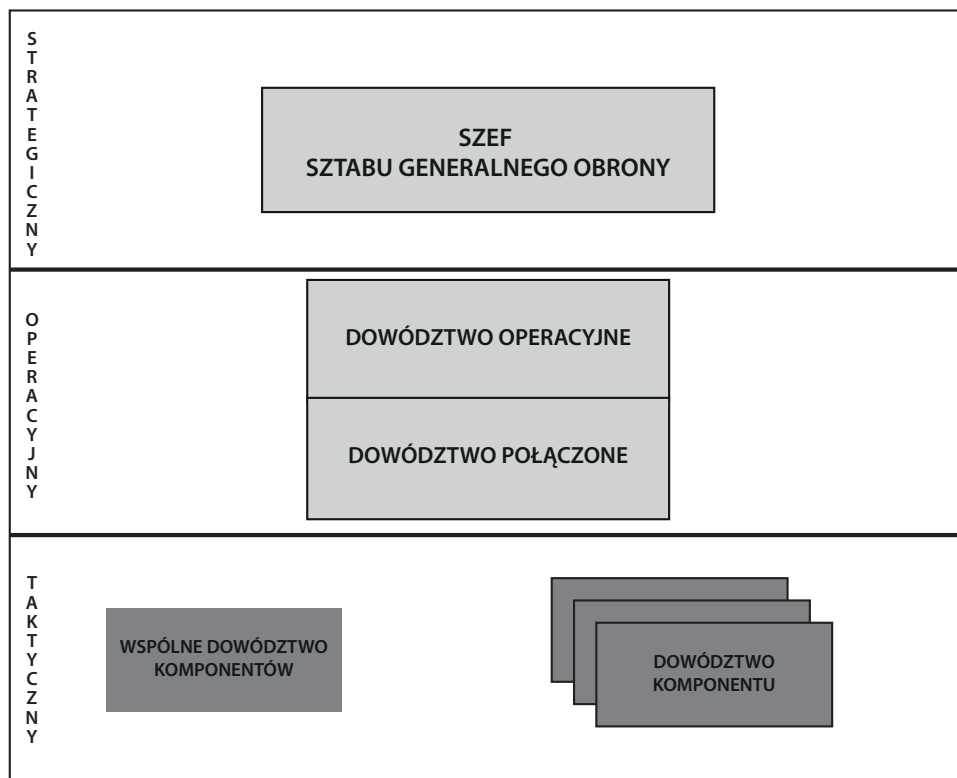 STRATEGICZNY
SZEF
SZTABU GENERALNEGO OBRONY
OPERACYJNY
DOWÓDZTWO OPERACYJNE
DOWÓDZTWO POŁĄCZONE
TAKTYCZNY
WSPÓLNE DOWÓDZTWO
KOMPONENTÓW
DOWÓDZTWO
KOMPONENTU